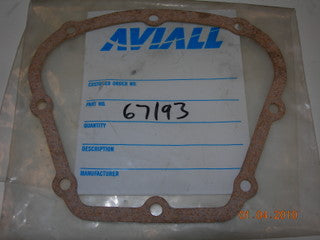 AVIALL
CUSTOMER ORDER NO.
PART NO. 67193
QUANTITY
DESCRIPTION
MANUFACTURER